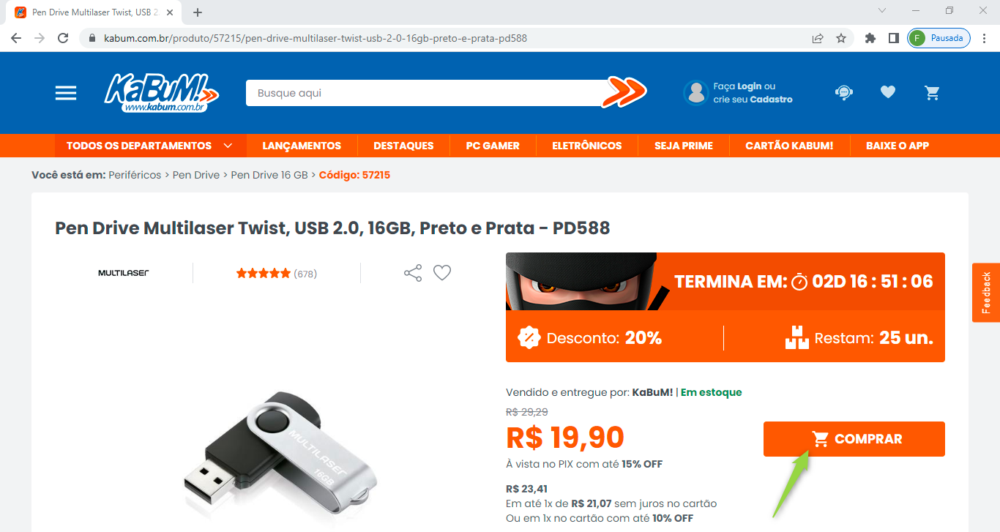 Pen Drive Multilaser Twist, USB 2.
kabum.com.br/produto/57215/pen-drive-multilaser-twist-usb-2-0-16gb-preto-e-prata-pd588
F Pausada
KaBuM!
www.kabum.com.br
Busque aqui
Faça Login ou
crie seu Cadastro
TODOS OS DEPARTAMENTOS LANÇAMENTOS DESTAQUES PC GAMER ELETRÔNICOS SEJA PRIME CARTÃO KABUM! BAIXE O APP
Você está em: Periféricos > Pen Drive > Pen Drive 16 GB > Código: 57215
Pen Drive Multilaser Twist, USB 2.0, 16GB, Preto e Prata - PD588
MULTILASER
(678)
TERMINA EM: 02D 16 : 51 : 06
Desconto: 20%
Restam: 25 un.
Feedback
MULTILASER
16GB
Vendido e entregue por: KaBuM! | Em estoque
R$ 29,29
R$ 19,90
COMPRAR
À vista no PIX com até 15% OFF
R$ 23,41
Em até 1x de R$ 21,07 sem juros no cartão
Ou em 1x no cartão com até 10% OFF